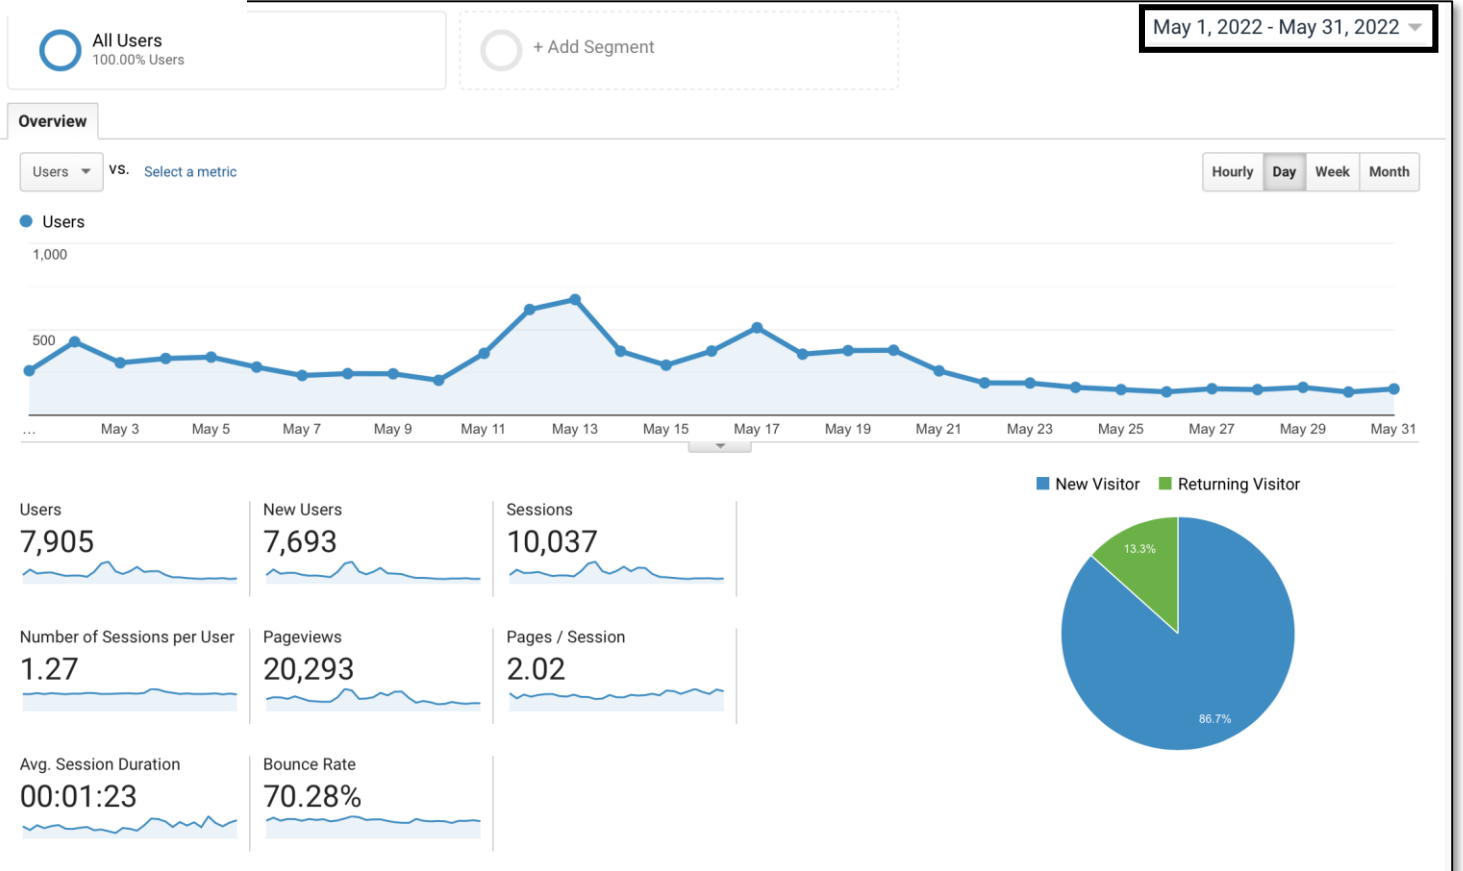 All Users
100.00% Users
+ Add Segment
May 1, 2022 - May 31, 2022
Overview
Users
VS.
Select a metric
Hourly Day Week Month
Users
1,000
500
... May 3 May 5 May 7 May 9 May 11 May 13 May 15 May 17 May 19 May 21 May 23 May 25 May 27 May 29 May 31
New Visitor Returning Visitor
13.3%
86.7%
Users
7,905
New Users
7,693
Sessions
10,037
Number of Sessions per User
1.27
Pageviews
20,293
Pages / Session
2.02
Avg. Session Duration
00:01:23
Bounce Rate
70.28%